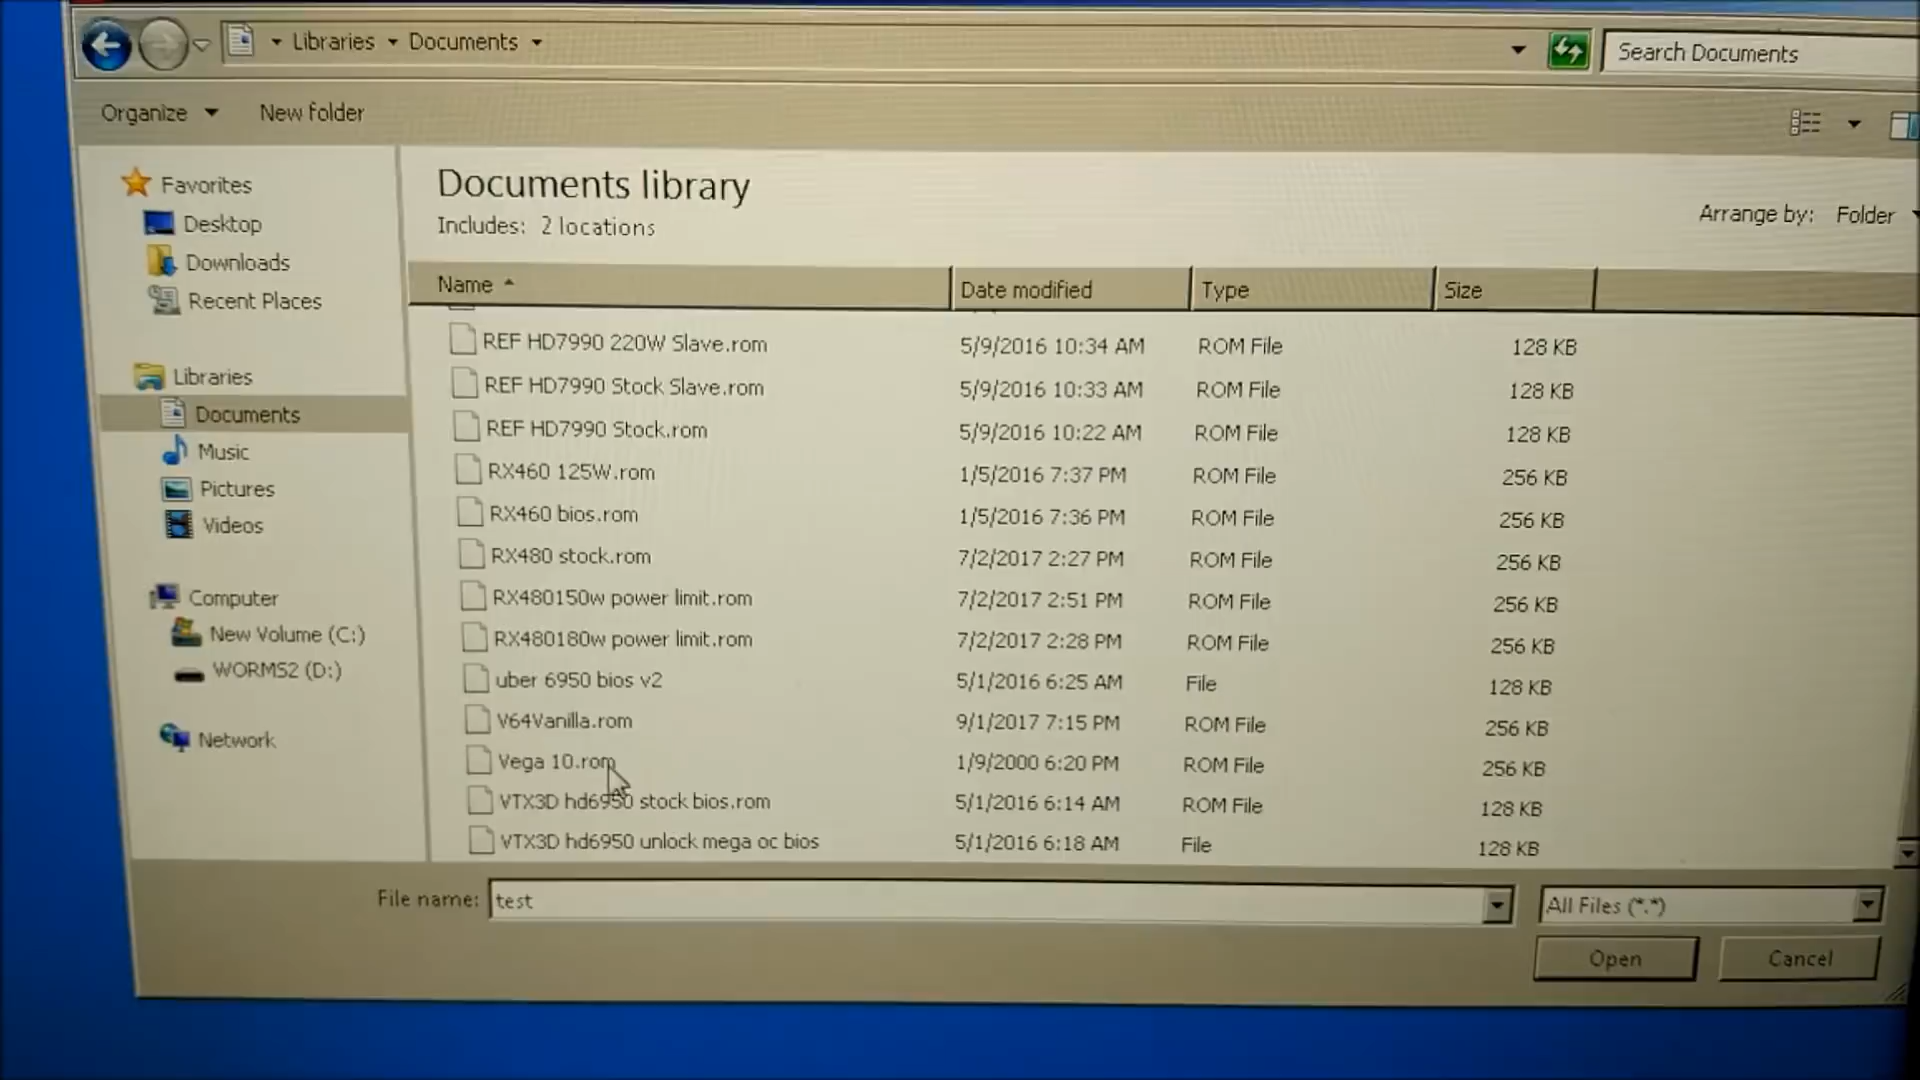 Libraries Documents
Search Documents
Organize New folder
Documents library
Includes: 2 locations
Arrange by: Folder
Favorites
Desktop
Downloads
Recent Places
Libraries
Documents
Music
Pictures
Videos
Computer
New Volume (C:)
WORMS2 (D:)
Network
Name Date modified Type Size
REF HD7990 220W Slave.rom 5/9/2016 10:34 AM ROM File 128 KB
REF HD7990 Stock Slave.rom 5/9/2016 10:33 AM ROM File 128 KB
REF HD7990 Stock.rom 5/9/2016 10:22 AM ROM File 128 KB
RX460 125W.rom 1/5/2016 7:37 PM ROM File 256 KB
RX460 bios.rom 1/5/2016 7:36 PM ROM File 256 KB
RX480 stock.rom 7/2/2017 2:27 PM ROM File 256 KB
RX480150w power limit.rom 7/2/2017 2:51 PM ROM File 256 KB
RX480180w power limit.rom 7/2/2017 2:28 PM ROM File 256 KB
uber 6950 bios v2 5/1/2016 6:25 AM File 128 KB
V64Vanilla.rom 9/1/2017 7:15 PM ROM File 256 KB
Vega 10.rom 1/9/2000 6:20 PM ROM File 256 KB
VTX3D hd6950 stock bios.rom 5/1/2016 6:14 AM ROM File 128 KB
VTX3D hd6950 unlock mega oc bios 5/1/2016 6:18 AM File 128 KB
File name: test All Files (*.*)
Open Cancel